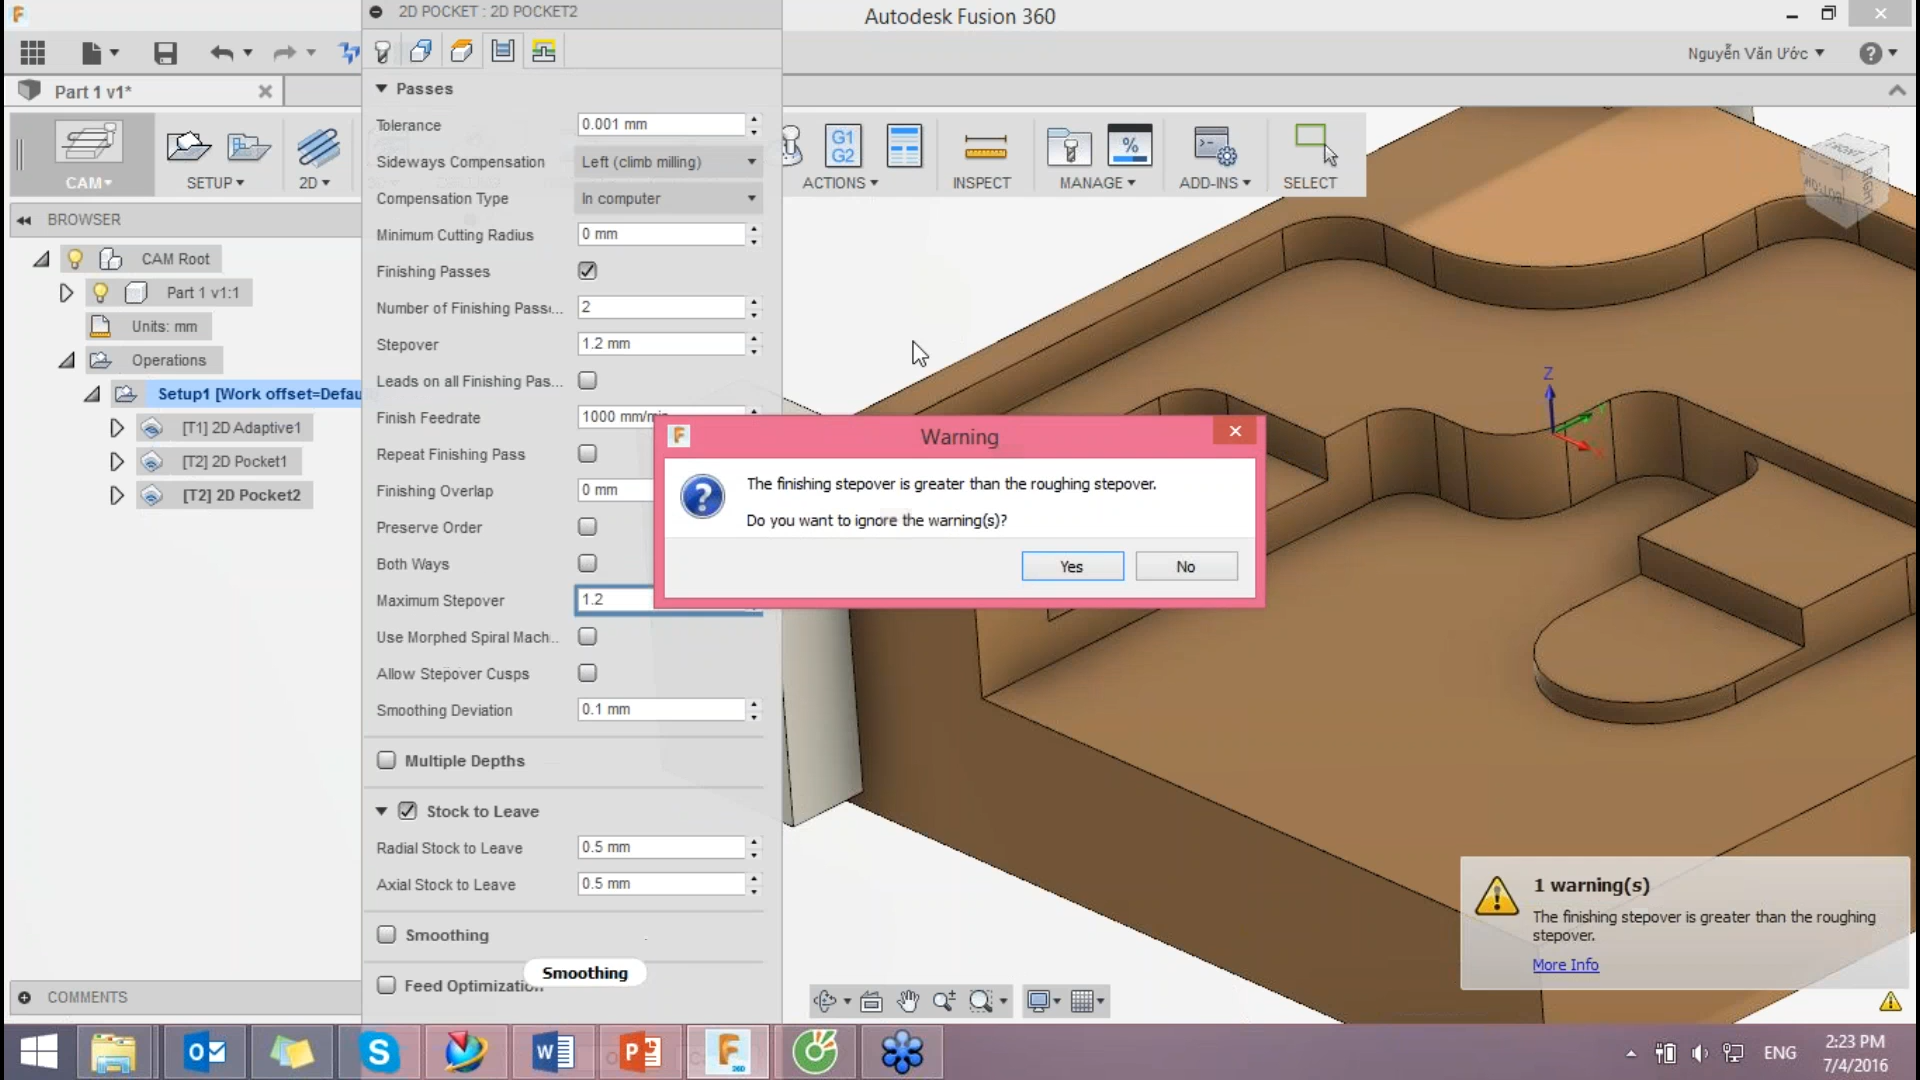 2D POCKET : 2D POCKET2
Autodesk Fusion 360
Nguyễn Văn Ước
Part 1 v1*
CAM
SETUP
2D
ACTIONS
G1
G2
INSPECT
%
MANAGE
ADD-INS
SELECT
BROWSER
CAM Root
Part 1 v1:1
Units: mm
Operations
Setup1 [Work offset=Defau
[T1] 2D Adaptive1
[T2] 2D Pocket1
[T2] 2D Pocket2
Passes
Tolerance 0.001 mm
Sideways Compensation Left (climb milling)
Compensation Type In computer
Minimum Cutting Radius 0 mm
Finishing Passes
Number of Finishing Passe... 2
Stepover 1.2 mm
Leads on all Finishing Pas...
Finish Feedrate 1000 mm/min
Repeat Finishing Pass
Finishing Overlap 0 mm
Preserve Order
Both Ways
Maximum Stepover 1.2
Use Morphed Spiral Mach...
Allow Stepover Cusps
Smoothing Deviation 0.1 mm
Multiple Depths
Stock to Leave
Radial Stock to Leave 0.5 mm
Axial Stock to Leave 0.5 mm
Smoothing
Smoothing
Feed Optimization
Warning
The finishing stepover is greater than the roughing stepover.
Do you want to ignore the warning(s)?
Yes No
Z
RIGHT
1 warning(s)
The finishing stepover is greater than the roughing
stepover.
More Info
COMMENTS
ENG
2:23 PM
7/4/2016